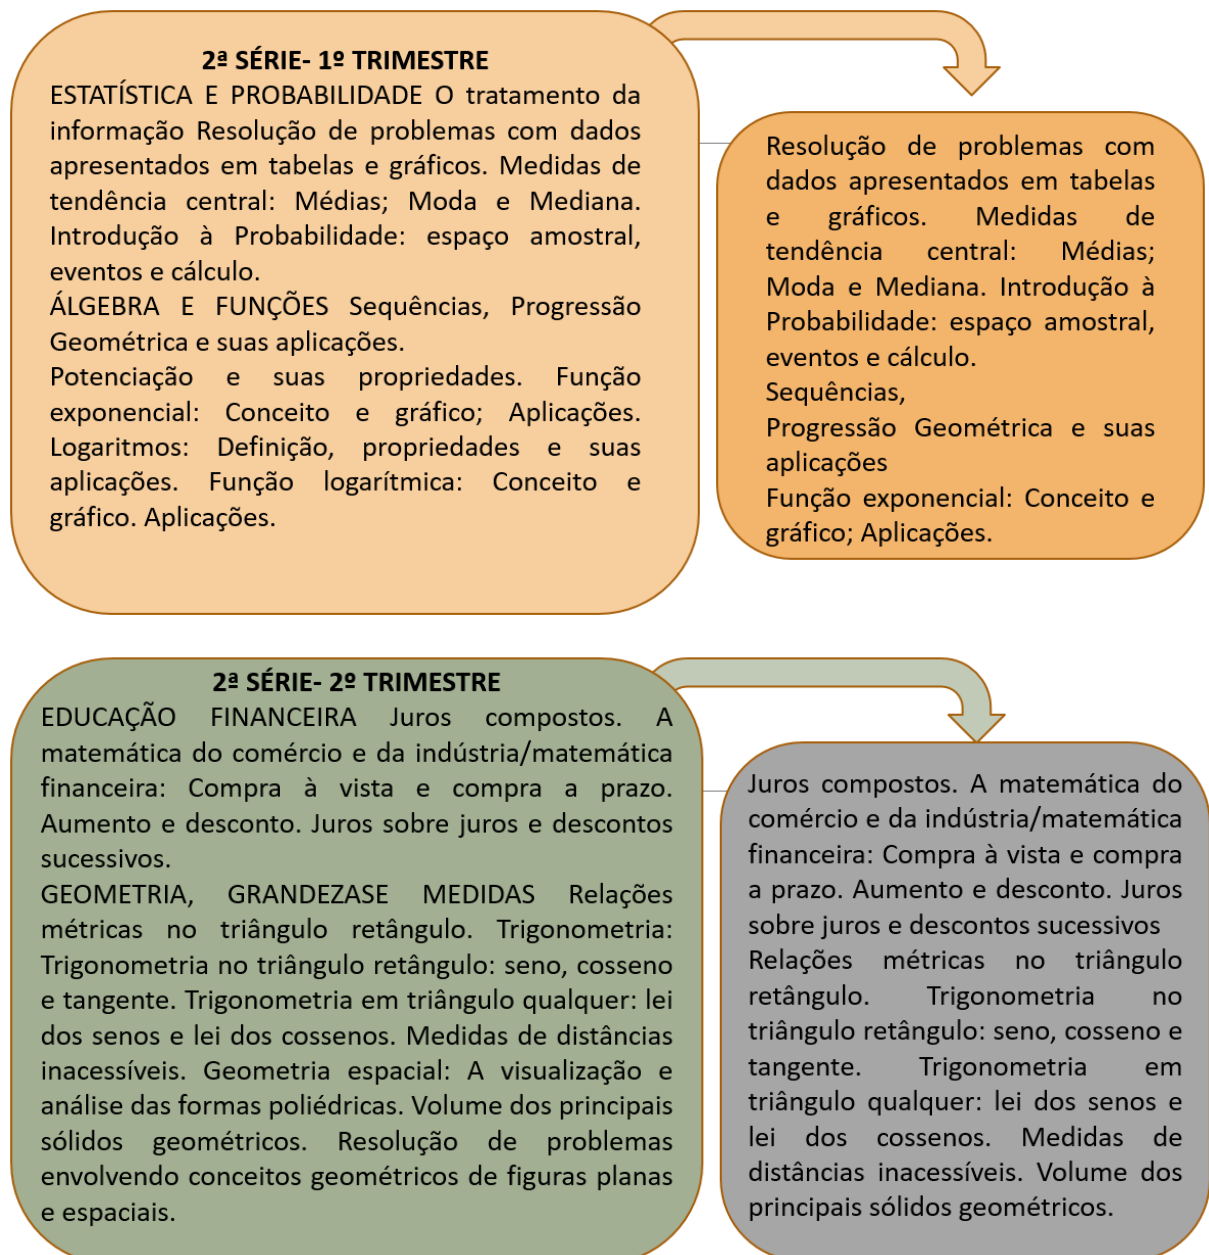 2ª SÉRIE- 1º TRIMESTRE
ESTATÍSTICA E PROBABILIDADE O tratamento da
informação Resolução de problemas com dados
apresentados em tabelas e gráficos. Medidas de
tendência central: Médias; Moda e Mediana.
Introdução à Probabilidade: espaço amostral,
eventos e cálculo.
ÁLGEBRA E FUNÇÕES Sequências, Progressão
Geométrica e suas aplicações.
Potenciação e suas propriedades. Função
exponencial: Conceito e gráfico; Aplicações.
Logaritmos: Definição, propriedades e suas
aplicações. Função logarítmica: Conceito e
gráfico. Aplicações.
Resolução de problemas com
dados apresentados em tabelas
e gráficos. Medidas de
tendência central: Médias;
Moda e Mediana. Introdução à
Probabilidade: espaço amostral,
eventos e cálculo.
Sequências,
Progressão Geométrica e suas
aplicações
Função exponencial: Conceito e
gráfico; Aplicações.
2ª SÉRIE- 2º TRIMESTRE
EDUCAÇÃO FINANCEIRA Juros compostos. A
matemática do comércio e da indústria/matemática
financeira: Compra à vista e compra a prazo.
Aumento e desconto. Juros sobre juros e descontos
sucessivos.
GEOMETRIA, GRANDEZASE MEDIDAS Relações
métricas no triângulo retângulo. Trigonometria:
Trigonometria no triângulo retângulo: seno, cosseno
e tangente. Trigonometria em triângulo qualquer: lei
dos senos e lei dos cossenos. Medidas de distâncias
inacessíveis. Geometria espacial: A visualização e
análise das formas poliédricas. Volume dos principais
sólidos geométricos. Resolução de problemas
envolvendo conceitos geométricos de figuras planas
e espaciais.
Juros compostos. A matemática do
comércio e da indústria/matemática
financeira: Compra à vista e compra
a prazo. Aumento e desconto. Juros
sobre juros e descontos sucessivos
Relações métricas no triângulo
retângulo. Trigonometria no
triângulo retângulo: seno, cosseno e
tangente. Trigonometria em
triângulo qualquer: lei dos senos e
lei dos cossenos. Medidas de
distâncias inacessíveis. Volume dos
principais sólidos geométricos.